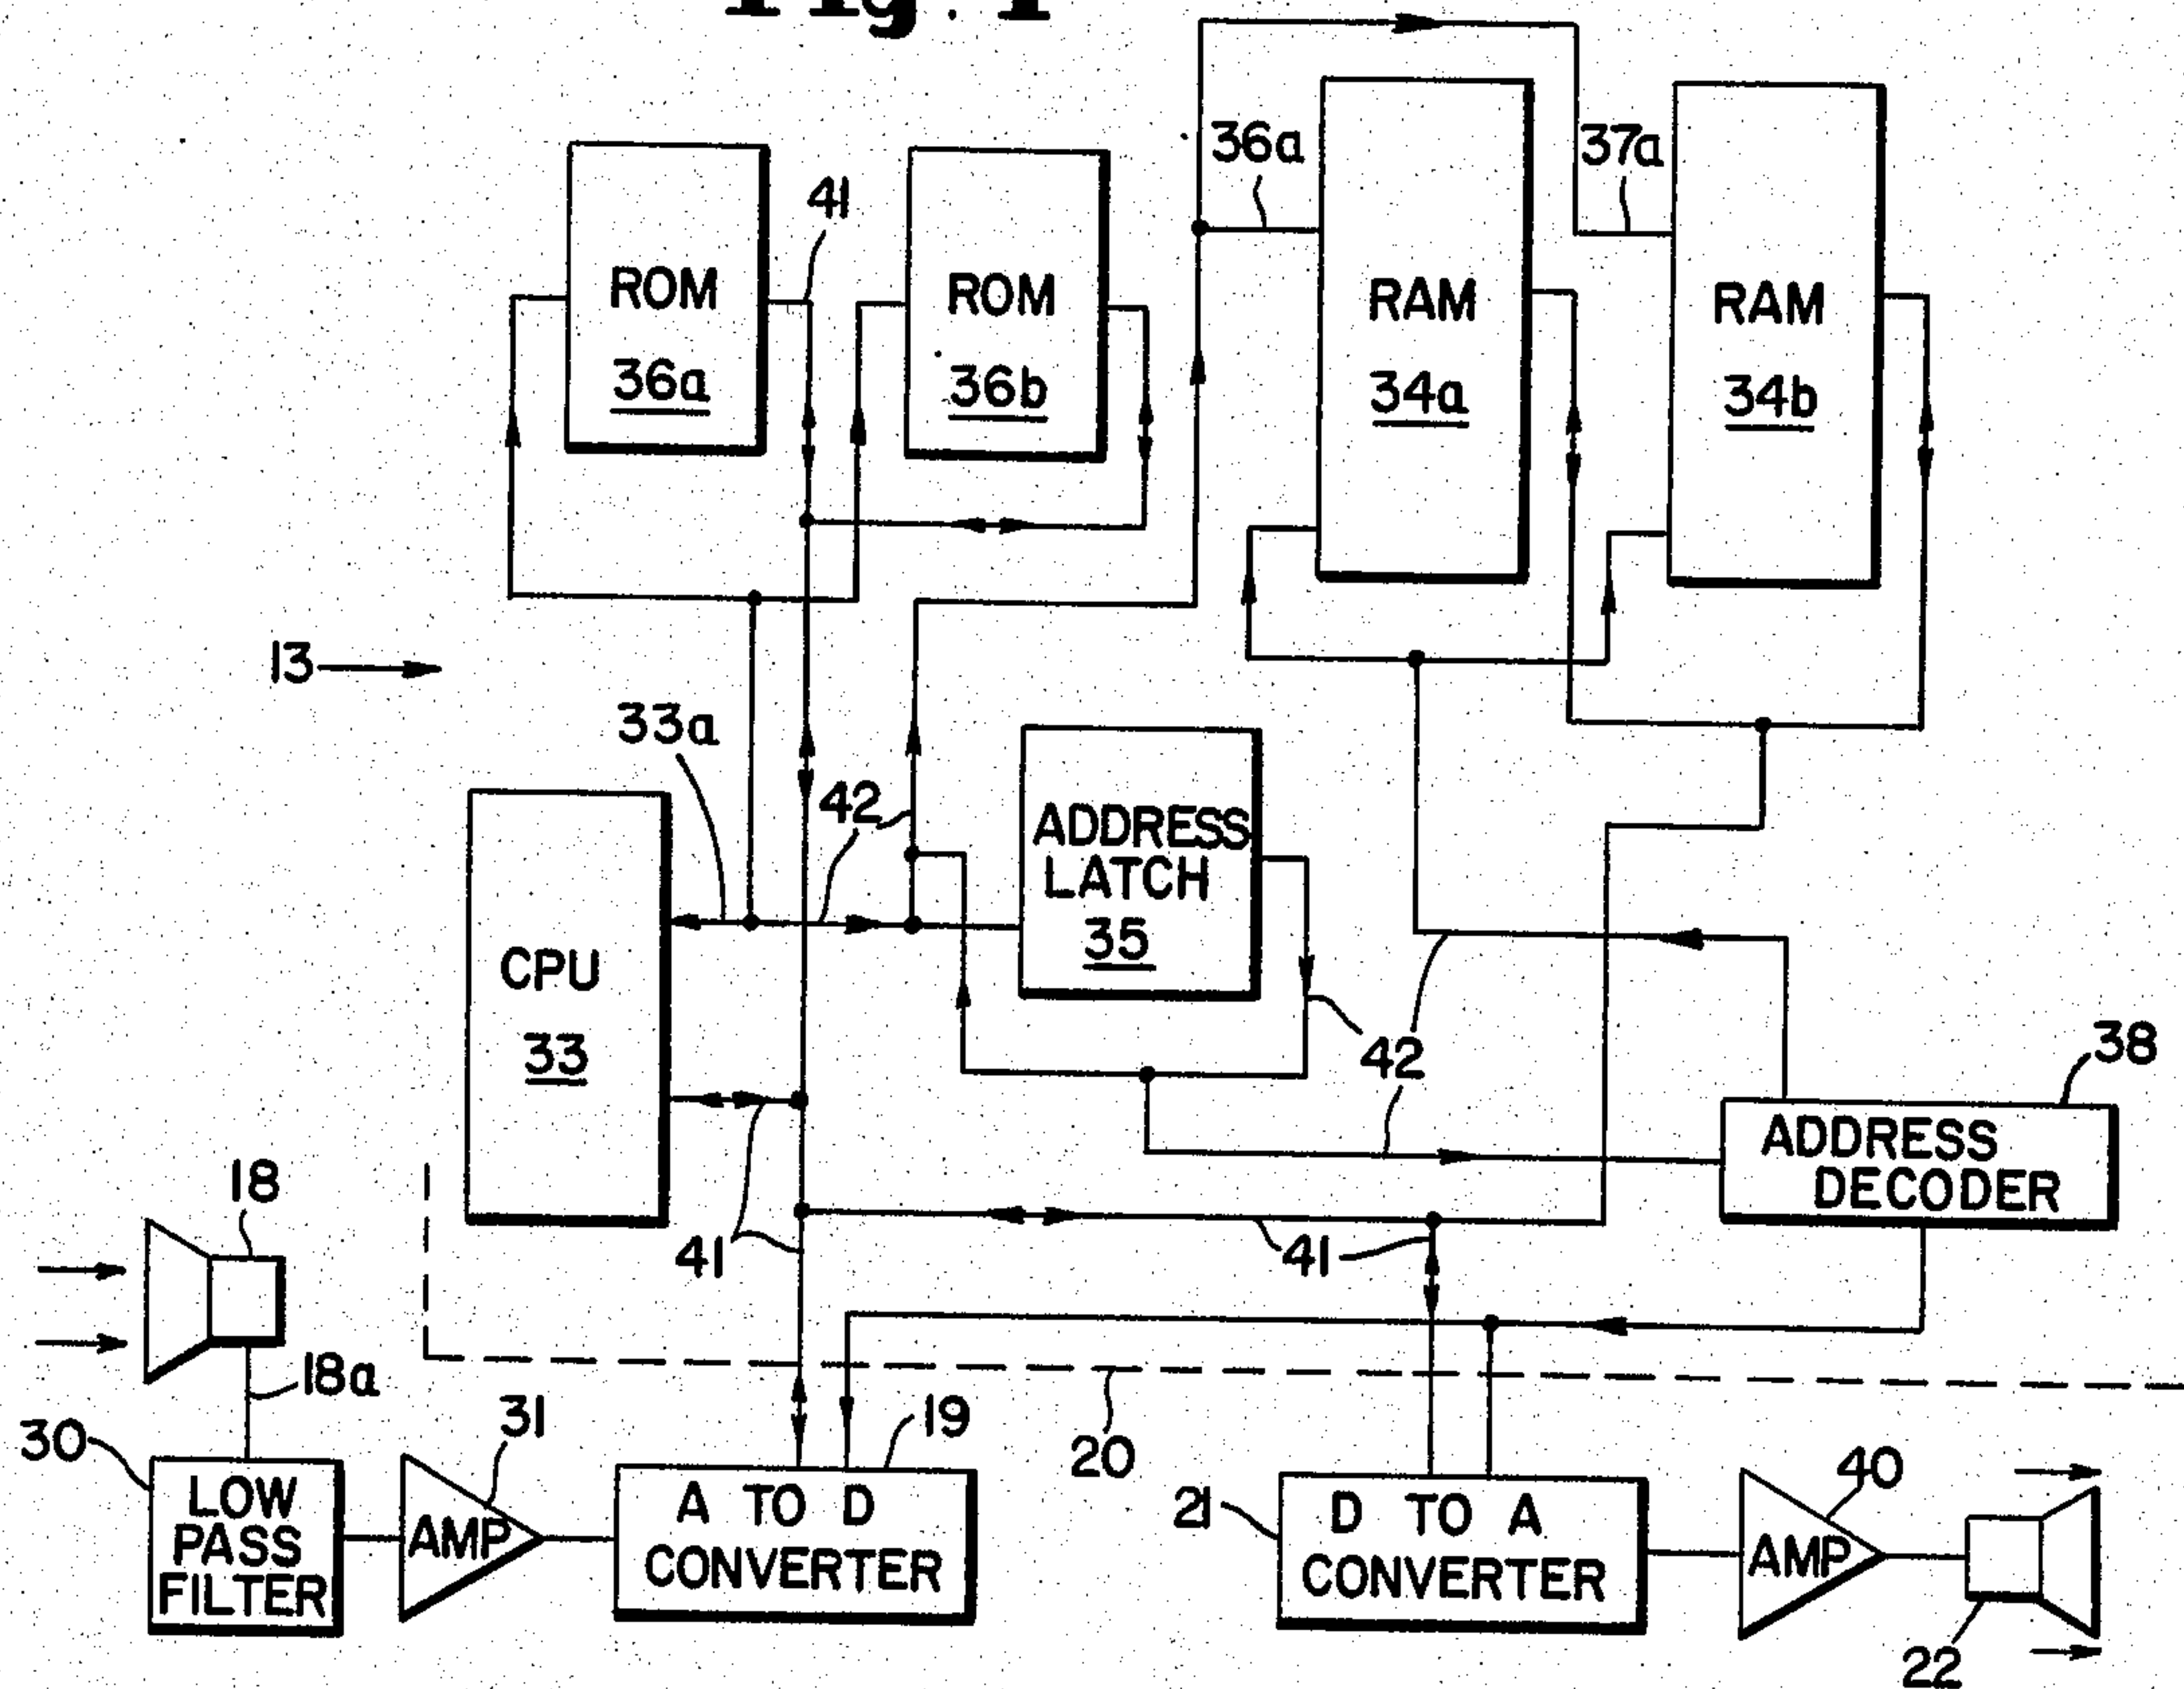 Fig. 1
36a
37a
41
ROM
36a
ROM
36b
RAM
34a
RAM
34b
13
33a
42
ADDRESS
LATCH
35
CPU
33
42
38
ADDRESS
DECODER
18
41
41
18a
31
19
20
30
LOW
PASS
FILTER
AMP
A TO D
CONVERTER
21
D TO A
CONVERTER
40
AMP
22